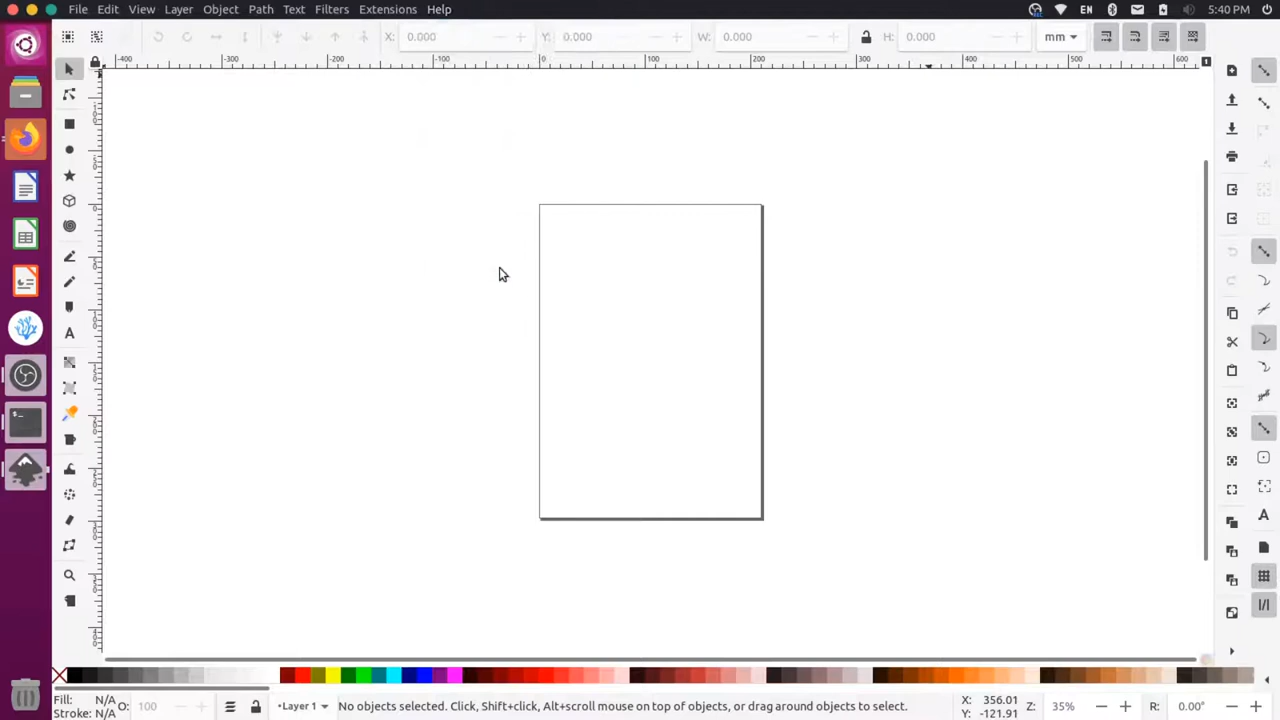 File Edit View Layer Object Path Text Filters Extensions Help EN 5:40 PM
X: 0.000 Y: 0.000 W: 0.000 H: 0.000 mm
-400 -300 -200 -100 0 100 200 300 400 500 600 1
Fill: N/A
Stroke: N/A
O: 100 •Layer 1 No objects selected. Click, Shift+click, Alt+scroll mouse on top of objects, or drag around objects to select.
X: 356.01
Y: -121.91
Z: 35% R: 0.00°